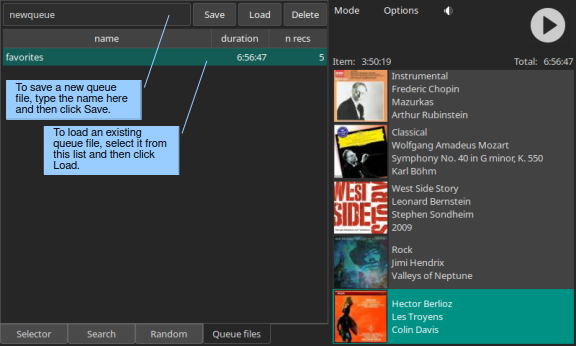 newqueue
Save
Load
Delete
name
duration
n recs
favorites
6:56:47
5
To save a new queue
file, type the name here
and then click Save.
To load an existing
queue file, select it from
this list and then click
Load.
Selector
Search
Random
Queue files
Mode
Options
Item: 3:50:19
Total: 6:56:47
Instrumental
Frederic Chopin
Mazurkas
Arthur Rubinstein
Classical
Wolfgang Amadeus Mozart
Symphony No. 40 in G minor, K. 550
Karl Böhm
WEST
SIDE
West Side Story
Leonard Bernstein
Stephen Sondheim
2009
Rock
Jimi Hendrix
Valleys of Neptune
Hector Berlioz
Les Troyens
Colin Davis